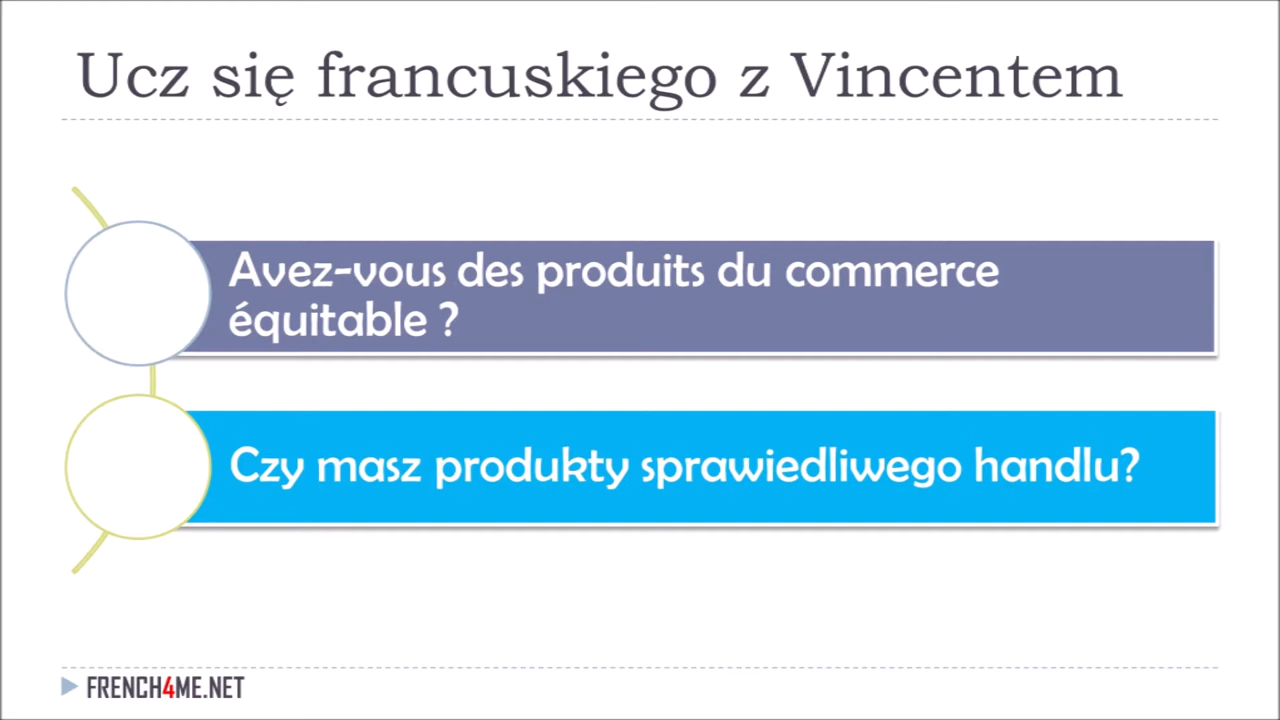 Ucz się francuskiego z Vincentem
Avez-vous des produits du commerce
équitable ?
Czy masz produkty sprawiedliwego handlu?
FRENCH4ME.NET